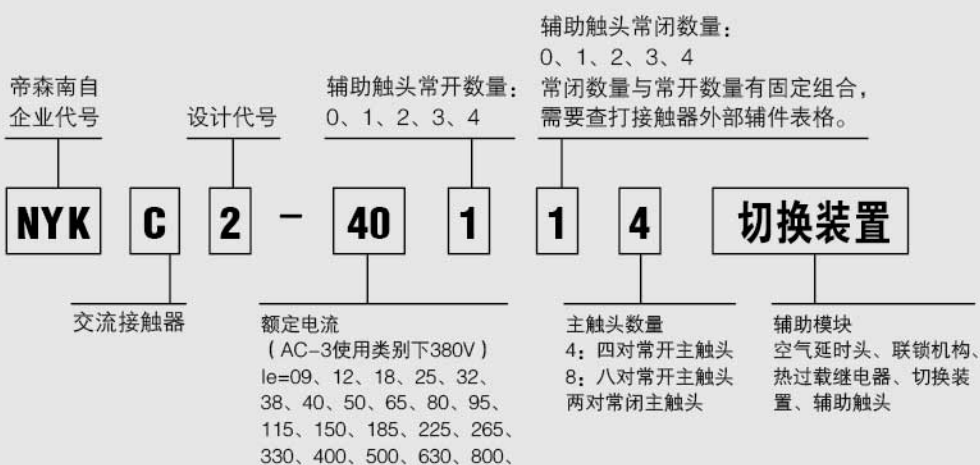 辅助触头常闭数量：
0、1、2、3、4
常闭数量与常开数量有固定组合，
需要查打接触器外部辅件表格。
辅助触头常开数量：
0、1、2、3、4
帝森南自
企业代号
设计代号
NYK C 2 - 40 1 1 4 切换装置
交流接触器
额定电流
（AC-3使用类别下380V）
Ie=09、12、18、25、32、
38、40、50、65、80、95、
115、150、185、225、265、
330、400、500、630、800、
主触头数量
4：四对常开主触头
8：八对常开主触头
两对常闭主触头
辅助模块
空气延时头、联锁机构、
热过载继电器、切换装
置、辅助触头